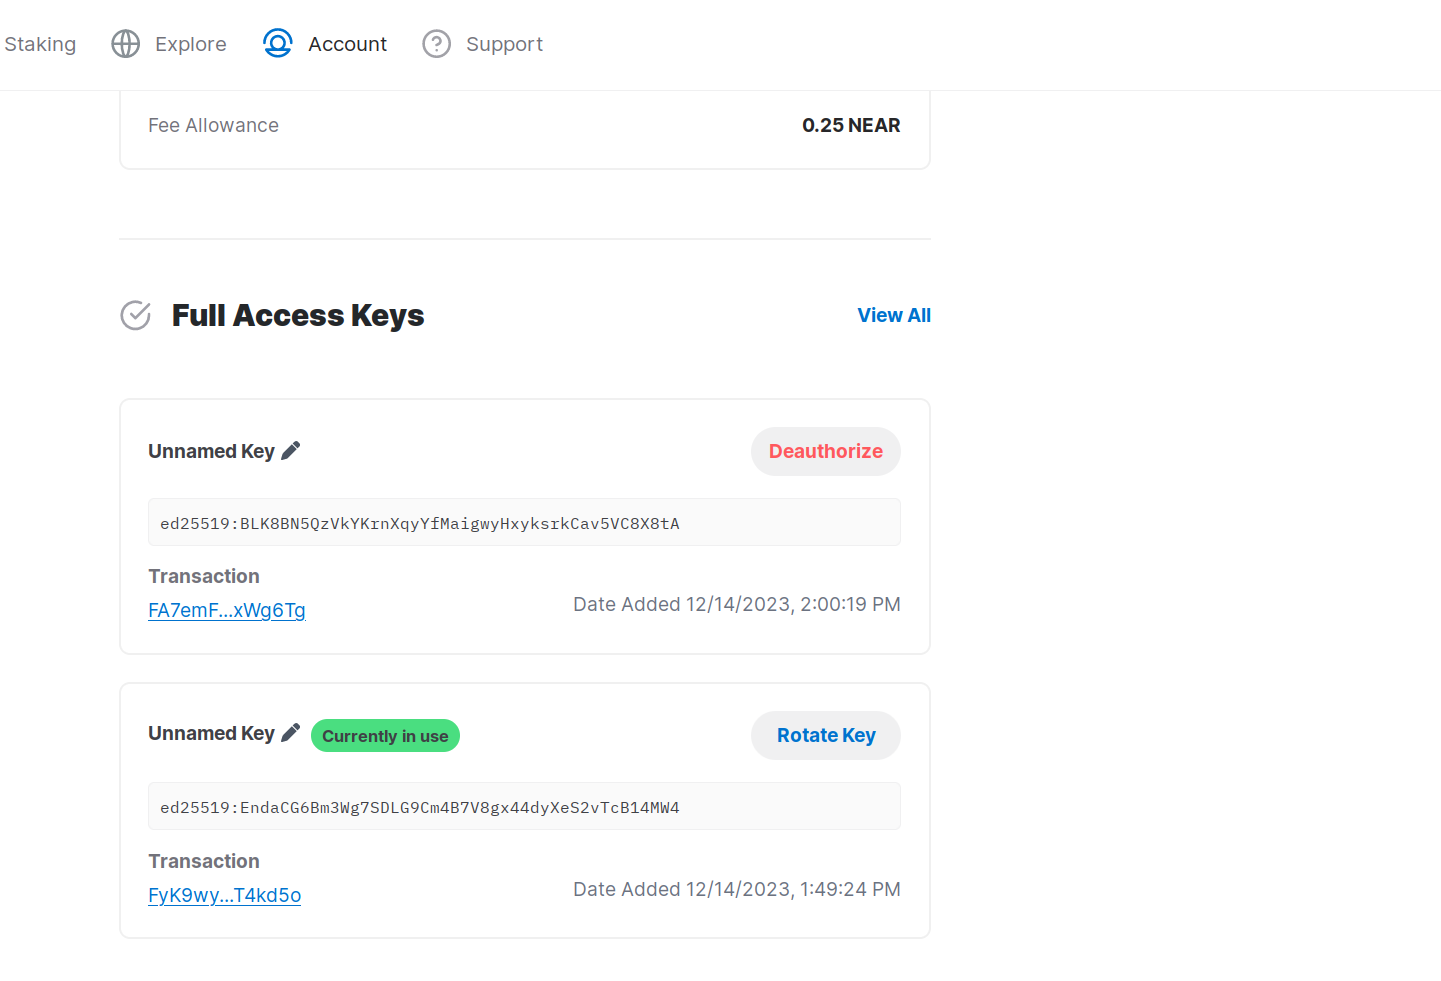 Staking Explore Account Support
Fee Allowance 0.25 NEAR
Full Access Keys View All
Unnamed Key Deauthorize
ed25519:BLK8BN5QzVkYKrnXqyYfMaigwyHxyksrkCav5VC8X8tA
Transaction
FA7emF...xWg6Tg Date Added 12/14/2023, 2:00:19 PM
Unnamed Key Currently in use Rotate Key
ed25519:EndaCG6Bm3Wg7SDLG9Cm4B7V8gx44dyXeS2vTcB14MW4
Transaction
FyK9wy...T4kd5o Date Added 12/14/2023, 1:49:24 PM